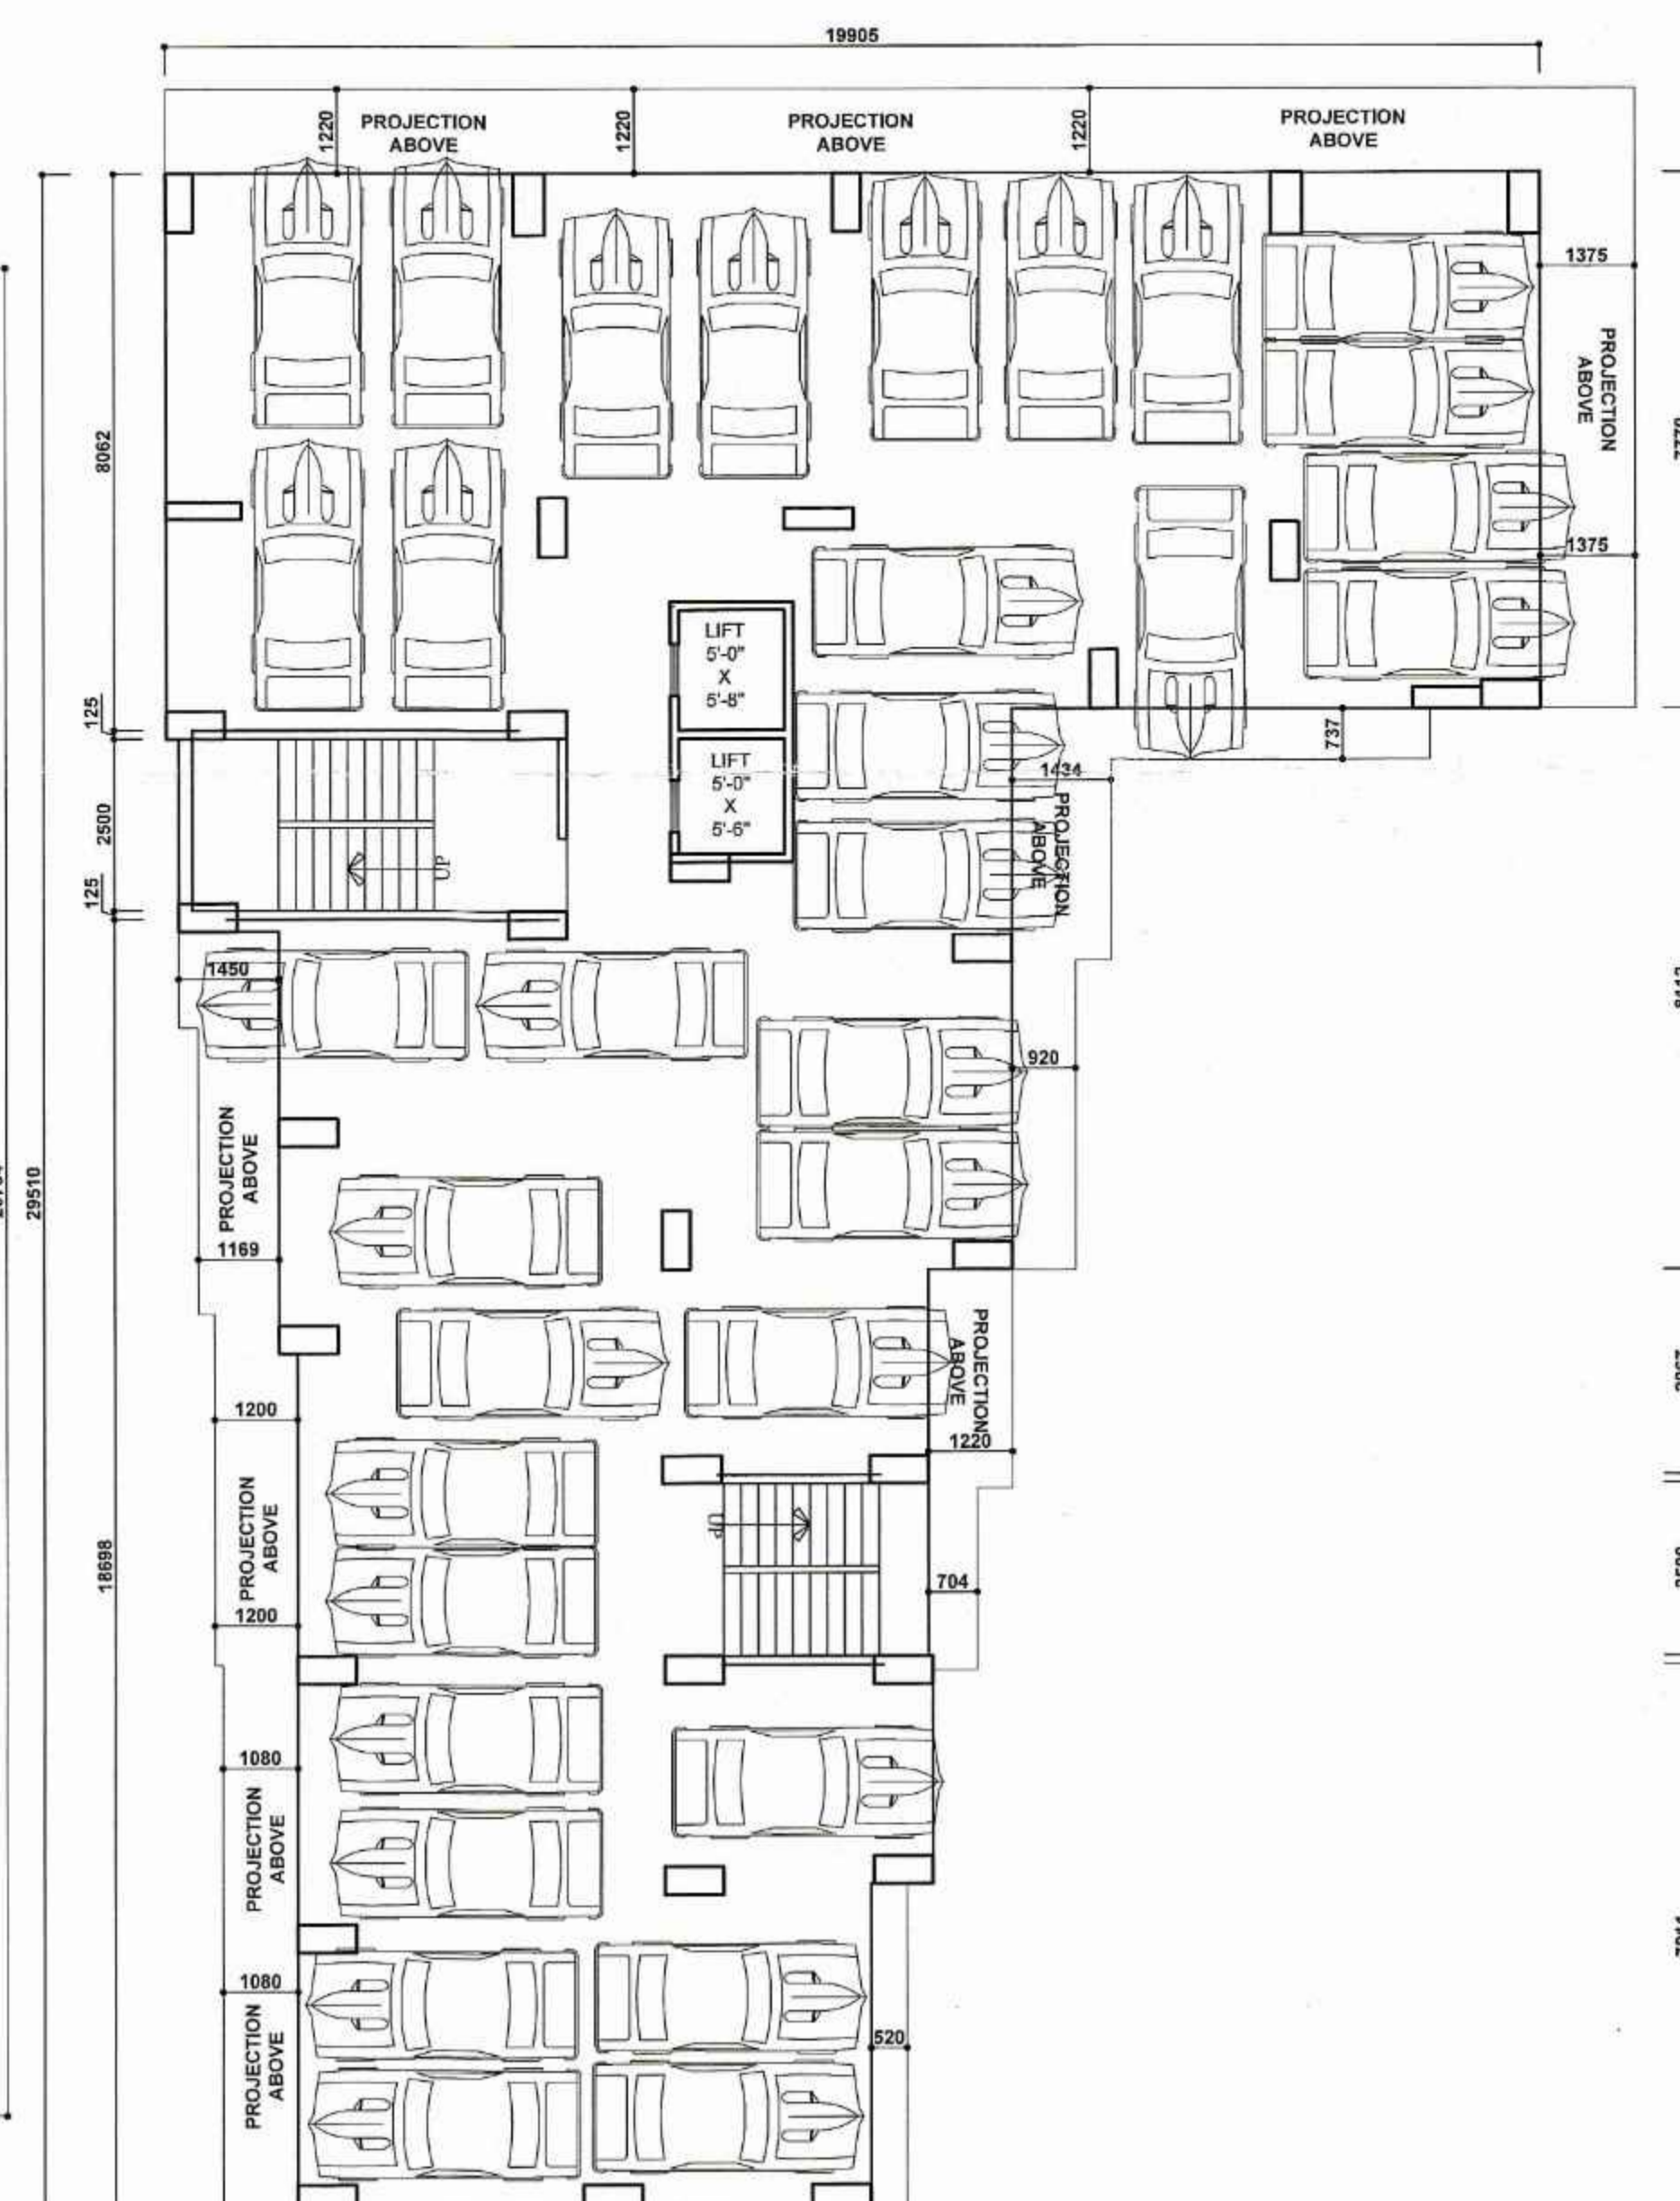 19905
1220
PROJECTION
ABOVE
1220
PROJECTION
ABOVE
1220
PROJECTION
ABOVE
1375
PROJECTION
ABOVE
8062
1375
LIFT
5'-0"
X
5'-8"
125
737
LIFT
5'-0"
X
5'-6"
1434
PROJECTION
ABOVE
2500
UP
125
1450
920
PROJECTION
ABOVE
29510
1169
PROJECTION
ABOVE
1200
1220
PROJECTION
ABOVE
UP
18698
704
1200
1080
PROJECTION
ABOVE
1080
PROJECTION
ABOVE
520